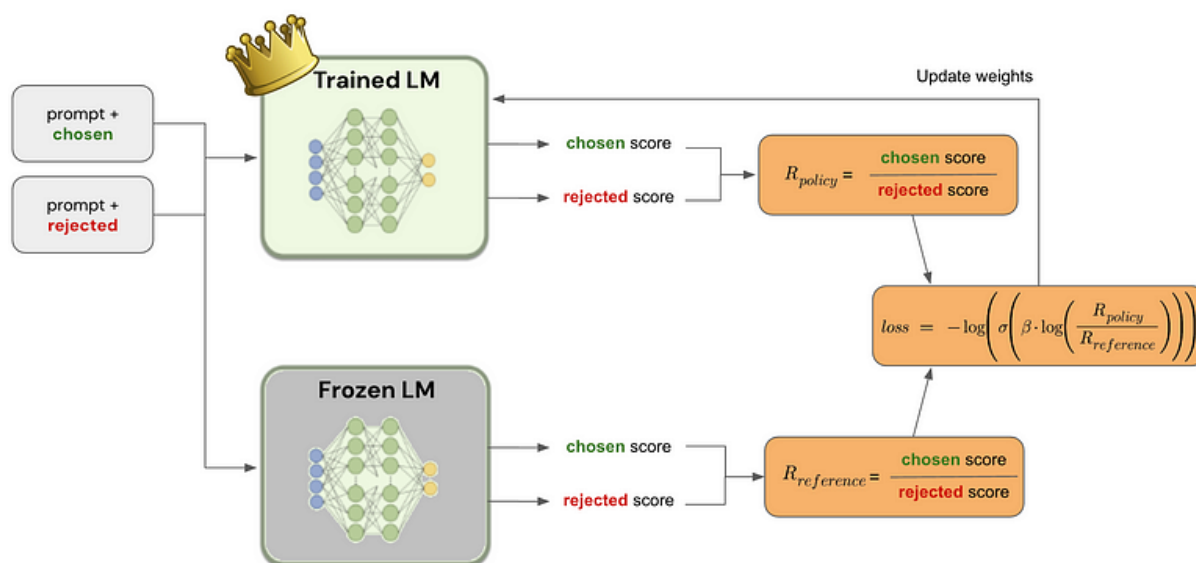 Trained LM
Update weights
prompt +
chosen
prompt +
rejected
chosen score
rejected score
R_policy = chosen score / rejected score
loss = −log(σ(β·log(R_policy / R_reference)))
Frozen LM
chosen score
rejected score
R_reference = chosen score / rejected score